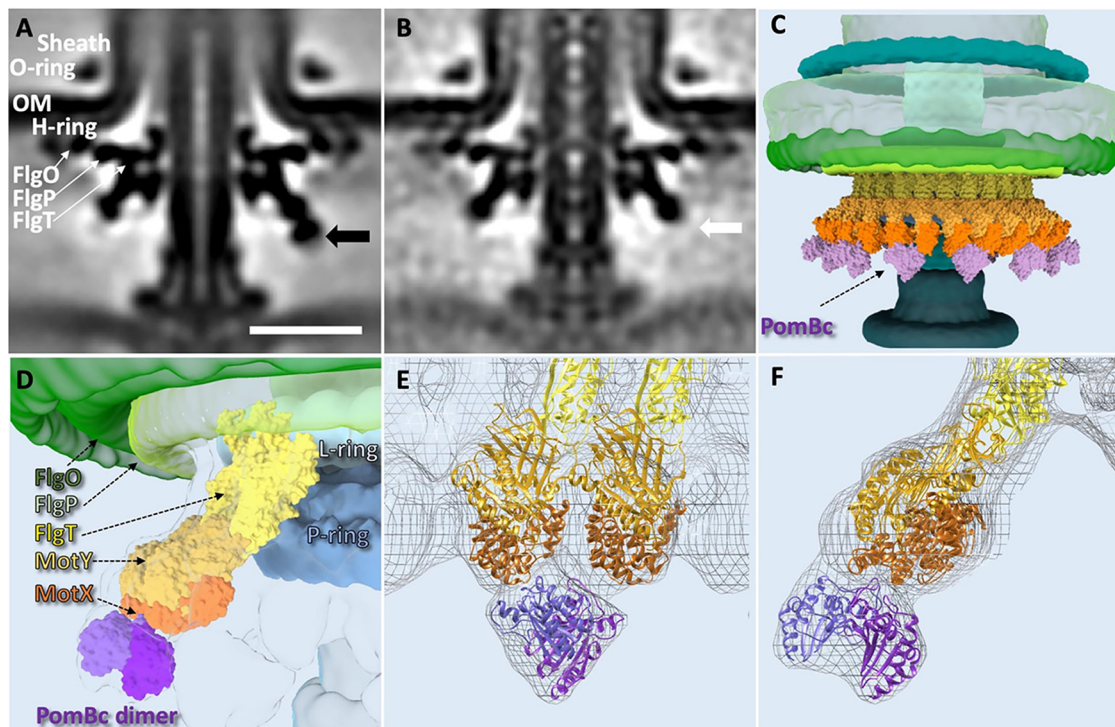 A
Sheath
O-ring
OM
H-ring
FlgO
FlgP
FlgT
B
C
PomBc
D
L-ring
P-ring
FlgO
FlgP
FlgT
MotY
MotX
PomBc dimer
E
F